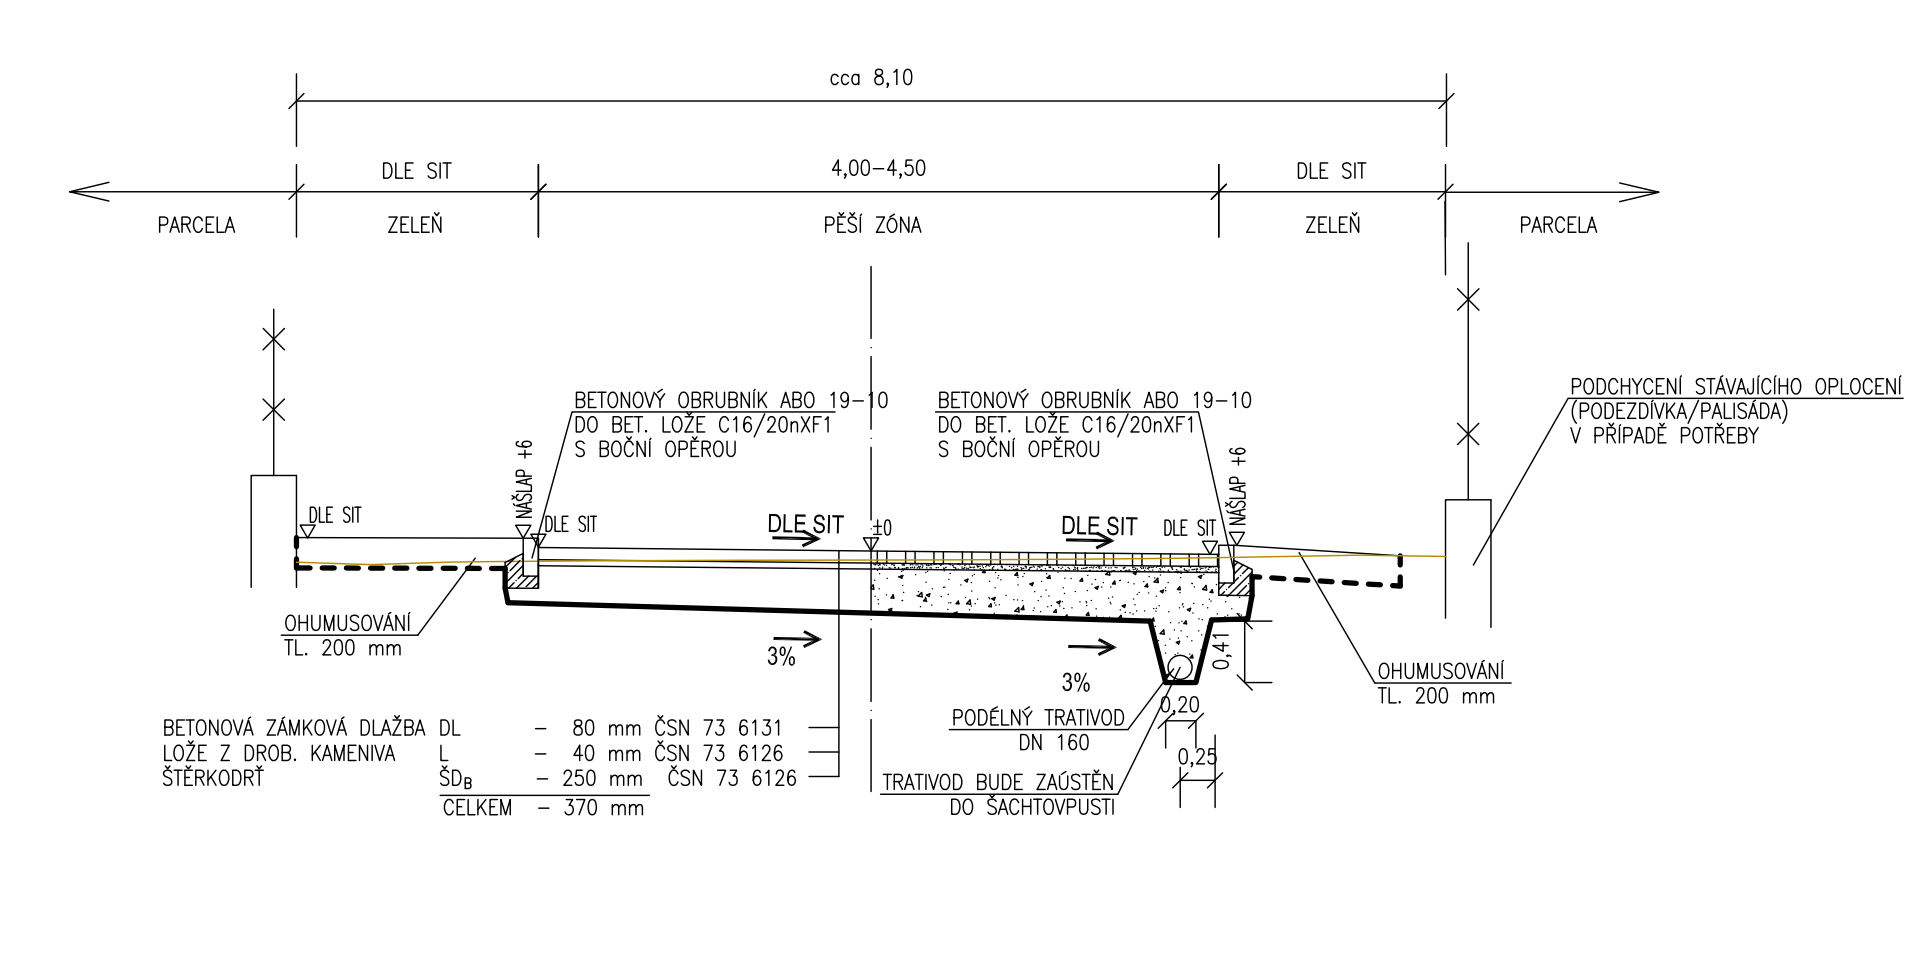 cca 8,10
DLE SIT
4,00-4,50
DLE SIT
PARCELA
ZELEŇ
PĚŠÍ ZÓNA
ZELEŇ
PARCELA
BETONOVÝ OBRUBNÍK ABO 19-10
DO BET. LOŽE C16/20nXF1
S BOČNÍ OPĚROU
BETONOVÝ OBRUBNÍK ABO 19-10
DO BET. LOŽE C16/20nXF1
S BOČNÍ OPĚROU
PODCHYCENÍ STÁVAJÍCÍHO OPLOCENÍ
(PODEZDÍVKA/PALISÁDA)
V PŘÍPADĚ POTŘEBY
NÁŠLAP +6
NÁŠLAP +6
DLE SIT
DLE SIT
DLE SIT
±0
DLE SIT
DLE SIT
OHUMUSOVÁNÍ
TL. 200 mm
3%
3%
0,41
OHUMUSOVÁNÍ
TL. 200 mm
0,20
PODÉLNÝ TRATIVOD
DN 160
0,25
TRATIVOD BUDE ZAÚSTĚN
DO ŠACHTOVPUSTI
BETONOVÁ ZÁMKOVÁ DLAŽBA DL - 80 mm ČSN 73 6131
LOŽE Z DROB. KAMENIVA L - 40 mm ČSN 73 6126
ŠTĚRKODRŤ ŠDB - 250 mm ČSN 73 6126
CELKEM - 370 mm